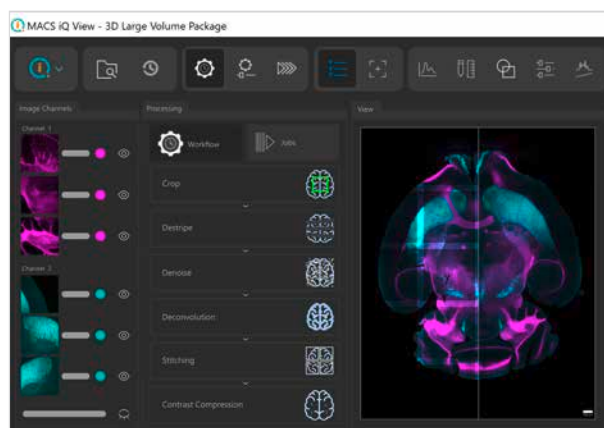 MACS iQ View - 3D Large Volume Package
Image Channels
Processing
View
Channel 1
Workflow
Jobs
Crop
Destripe
Denoise
Channel 2
Deconvolution
Stitching
Contrast Compression